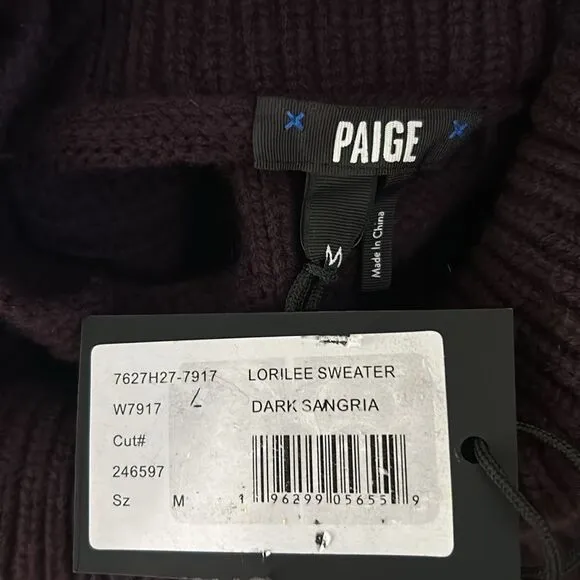 PAIGE
M
Made In China
7627H27-7917 LORILEE SWEATER
W7917 DARK SANGRIA
Cut#
246597
Sz M 1 96299 05655 9